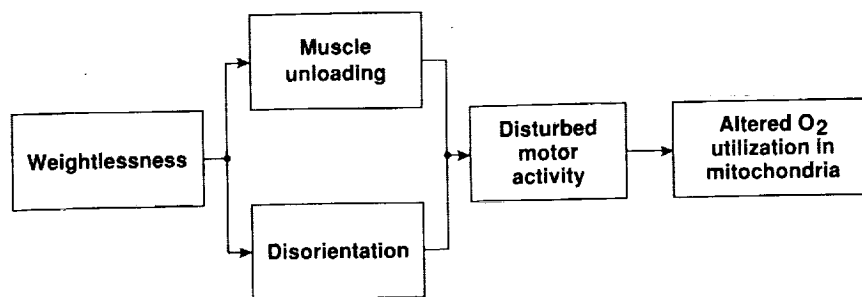 Muscle
unloading
Weightlessness
Disorientation
Disturbed
motor
activity
Altered O₂
utilization in
mitochondria